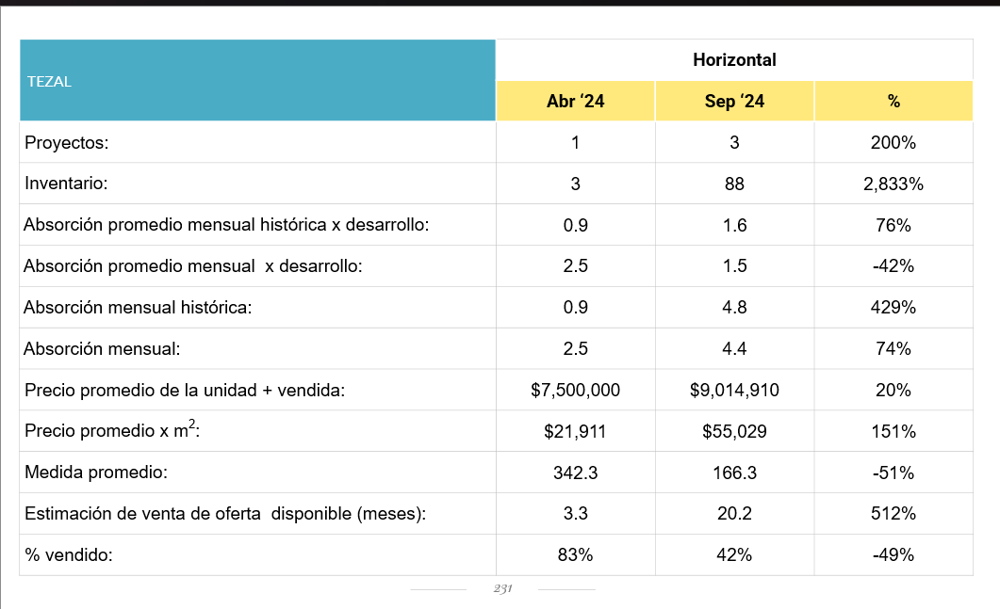 TEZAL
Horizontal
Abr ‘24 Sep ‘24 %
Proyectos: 1 3 200%
Inventario: 3 88 2,833%
Absorción promedio mensual histórica x desarrollo: 0.9 1.6 76%
Absorción promedio mensual  x desarrollo: 2.5 1.5 -42%
Absorción mensual histórica: 0.9 4.8 429%
Absorción mensual: 2.5 4.4 74%
Precio promedio de la unidad + vendida: $7,500,000 $9,014,910 20%
Precio promedio x m²: $21,911 $55,029 151%
Medida promedio: 342.3 166.3 -51%
Estimación de venta de oferta  disponible (meses): 3.3 20.2 512%
% vendido: 83% 42% -49%
231